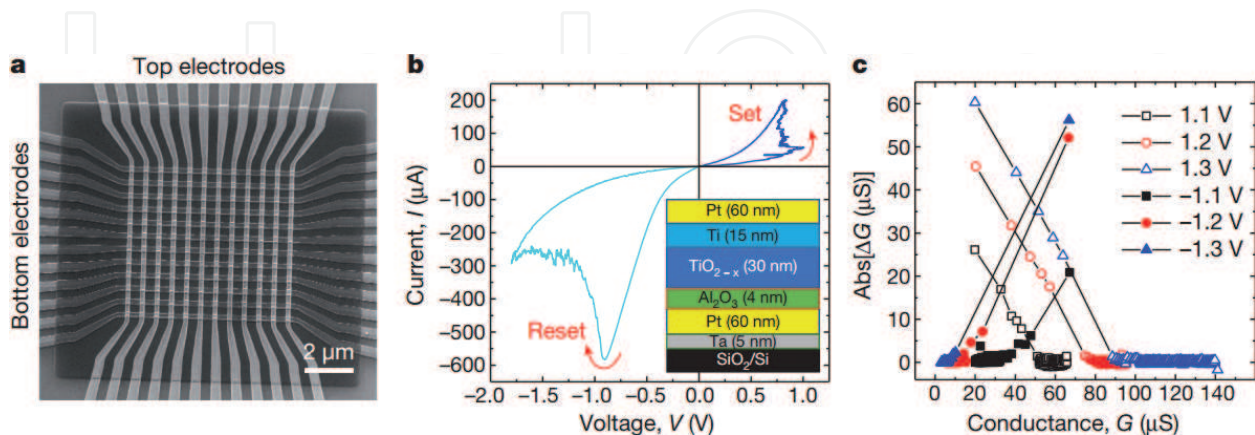 a
Top electrodes
Bottom electrodes
2 μm
b
200
100
0
−100
−200
−300
−400
−500
−600
Current, I (μA)
Set
Reset
Pt (60 nm)
Ti (15 nm)
TiO2 − x (30 nm)
Al2O3 (4 nm)
Pt (60 nm)
Ta (5 nm)
SiO2/Si
−2.0 −1.5 −1.0 −0.5 0 0.5 1.0
Voltage, V (V)
c
60
50
40
30
20
10
0
Abs[ΔG (μS)]
1.1 V
1.2 V
1.3 V
−1.1 V
−1.2 V
−1.3 V
0 20 40 60 80 100 120 140
Conductance, G (μS)